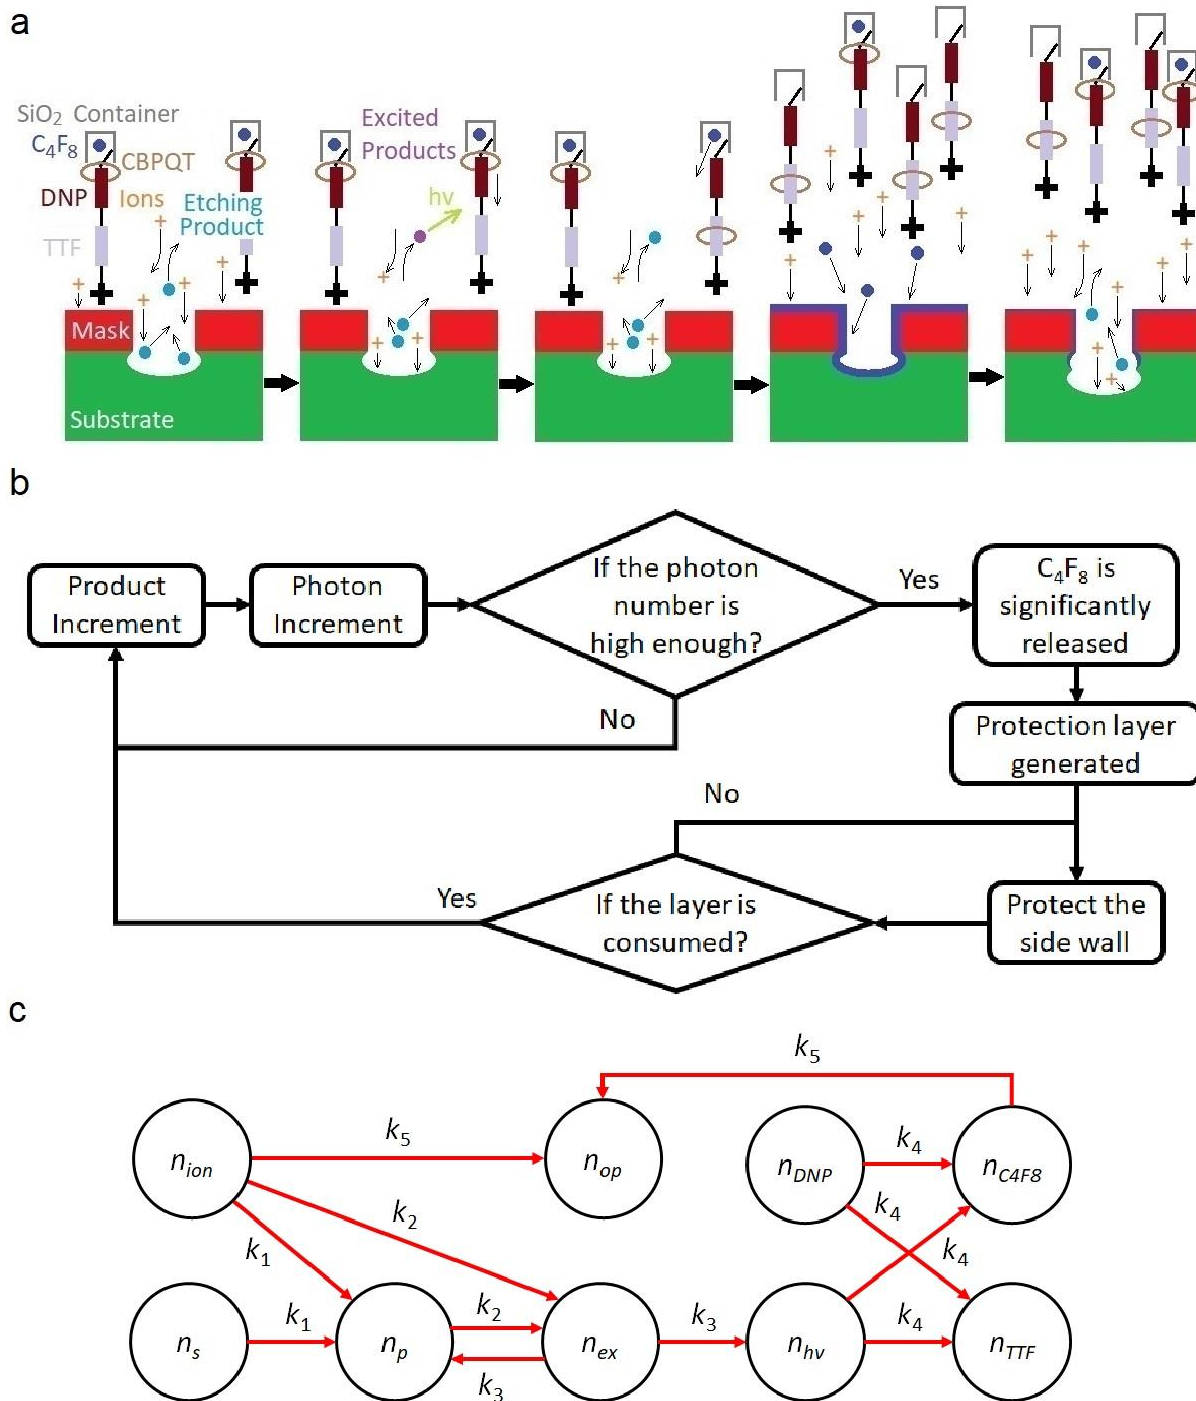 a
SiO2 Container
C4F8
CBPQT
DNP
Ions
Etching
Product
TTF
Mask
Substrate
Excited
Products
hv
b
Product
Increment
Photon
Increment
If the photon
number is
high enough?
Yes
C4F8 is
significantly
released
No
Protection layer
generated
No
Yes
If the layer is
consumed?
Protect the
side wall
c
k5
nion
k5
nop
nDNP
k4
nC4F8
k2
k4
k1
k4
ns
k1
np
k2
nex
k3
nhv
k4
nTTF
k3